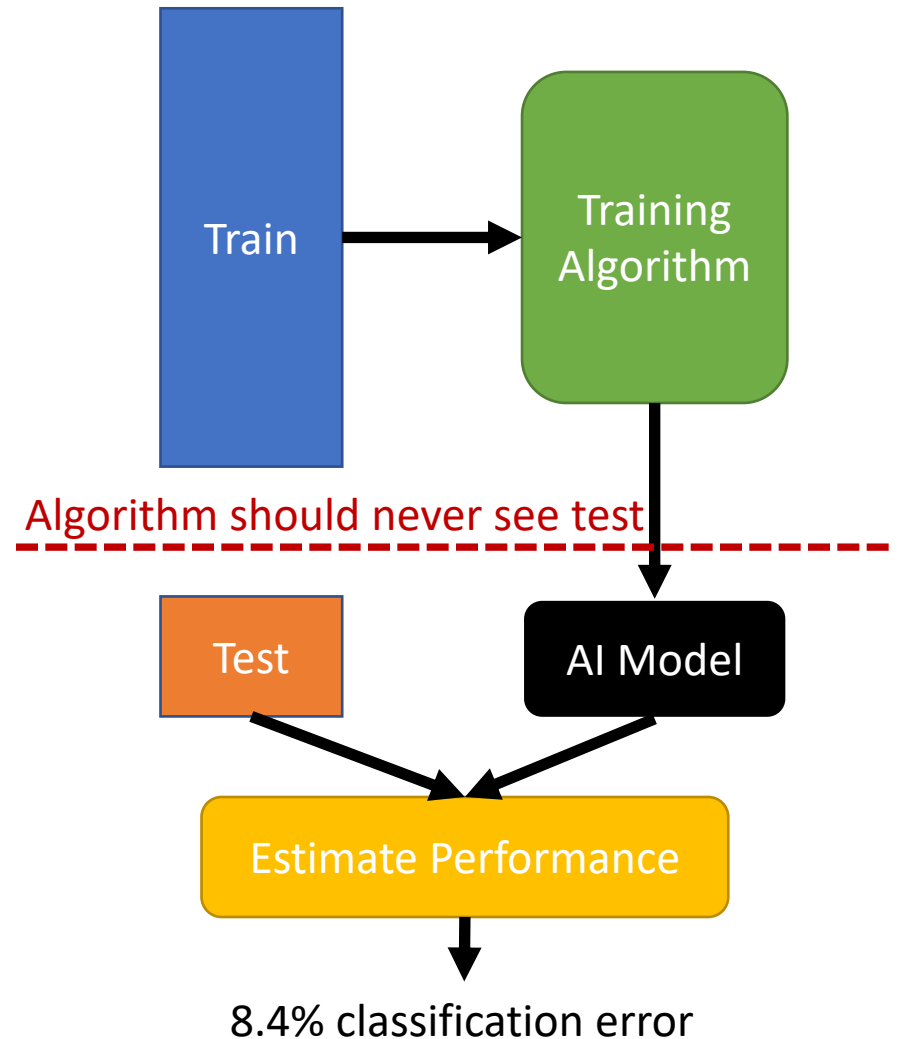 Train
Training
Algorithm
Algorithm should never see test
Test
AI Model
Estimate Performance
8.4% classification error